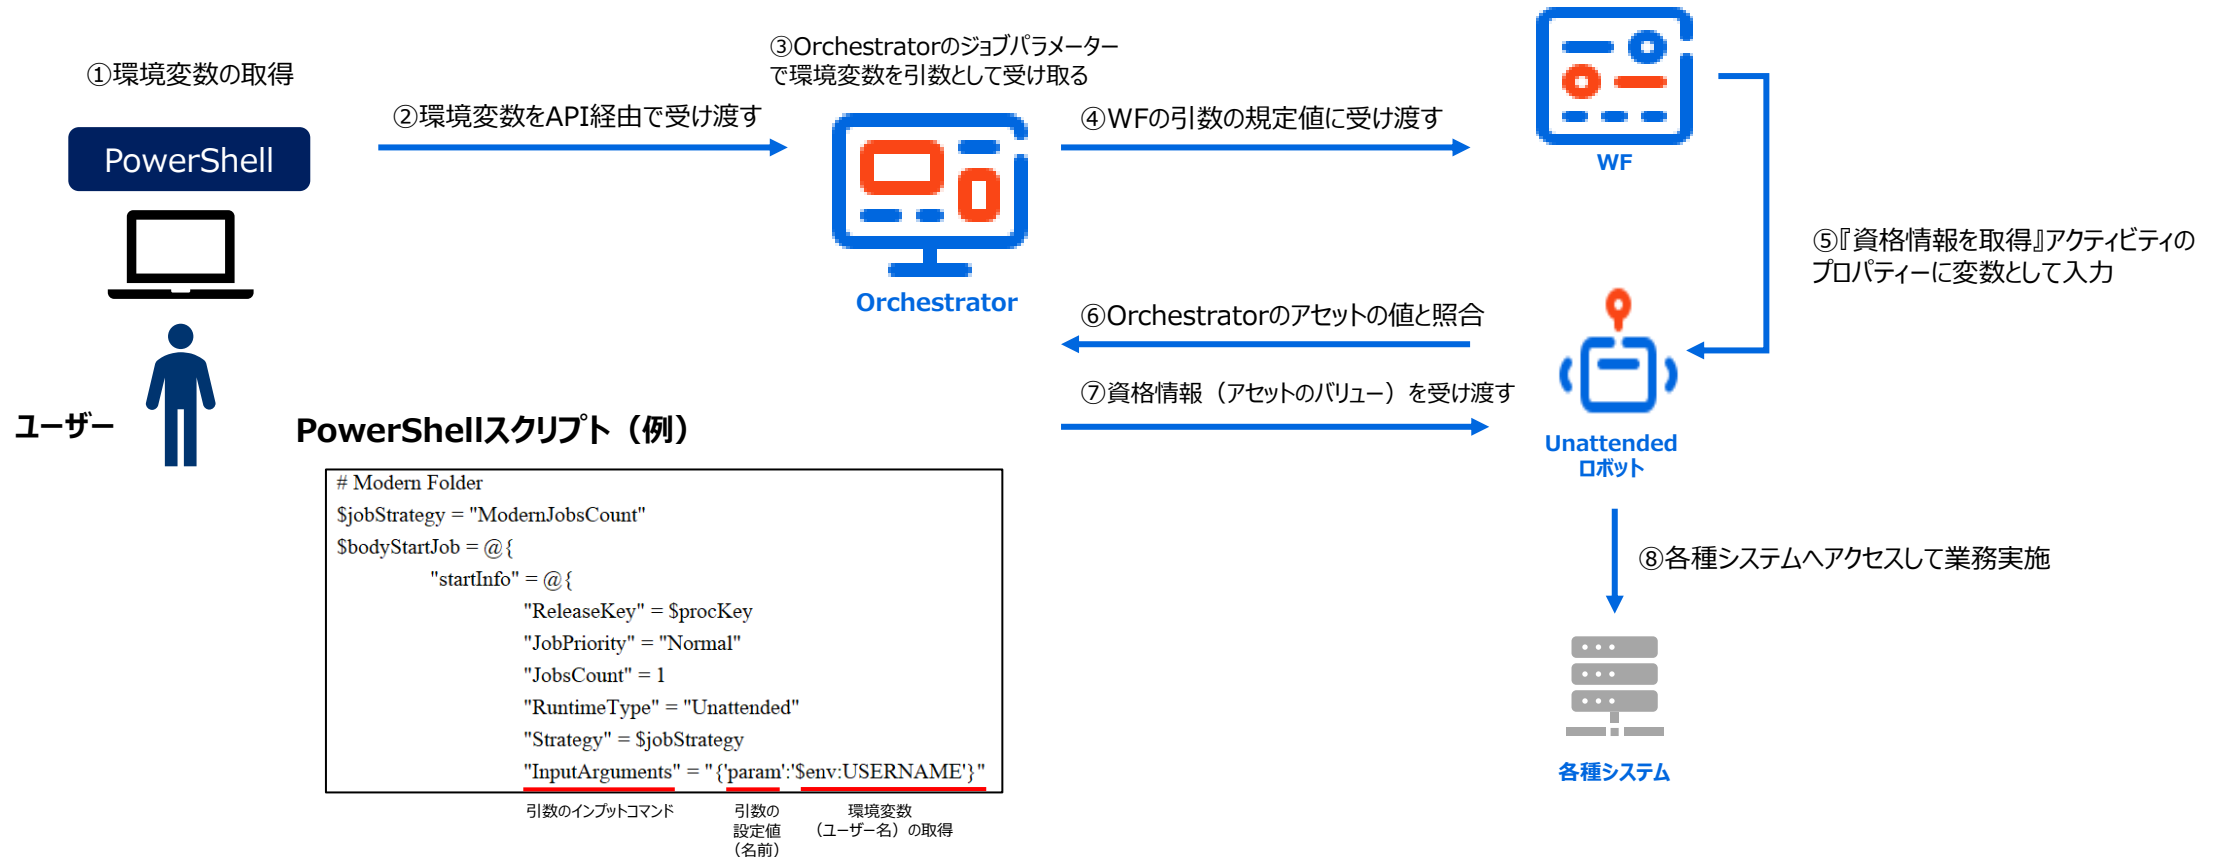 ①環境変数の取得
PowerShell
ユーザー
②環境変数をAPI経由で受け渡す
③Orchestratorのジョブパラメーター
で環境変数を引数として受け取る
Orchestrator
④WFの引数の規定値に受け渡す
WF
⑤『資格情報を取得』アクティビティの
プロパティーに変数として入力
⑥Orchestratorのアセットの値と照合
⑦資格情報（アセットのバリュー）を受け渡す
Unattended
ロボット
⑧各種システムへアクセスして業務実施
各種システム
PowerShellスクリプト（例）
# Modern Folder
$jobStrategy = "ModernJobsCount"
$bodyStartJob = @{
"startInfo" = @{
"ReleaseKey" = $procKey
"JobPriority" = "Normal"
"JobsCount" = 1
"RuntimeType" = "Unattended"
"Strategy" = $jobStrategy
"InputArguments" = "{'param':'$env:USERNAME'}"
引数のインプットコマンド
引数の
設定値
（名前）
環境変数
（ユーザー名）の取得